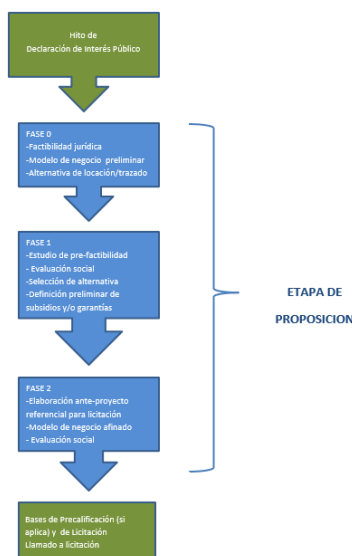 Hito de
Declaración de Interés Público
FASE 0
-Factibilidad jurídica
-Modelo de negocio preliminar
-Alternativa de locación/trazado
FASE 1
-Estudio de pre-factibilidad
- Evaluación social
-Selección de alternativa
-Definición preliminar de
subsidios y/o garantías
ETAPA DE
PROPOSICION
FASE 2
-Elaboración ante-proyecto
referencial para licitación
-Modelo de negocio afinado
- Evaluación social
Bases de Precalificación (si
aplica) y de Licitación
Llamado a licitación